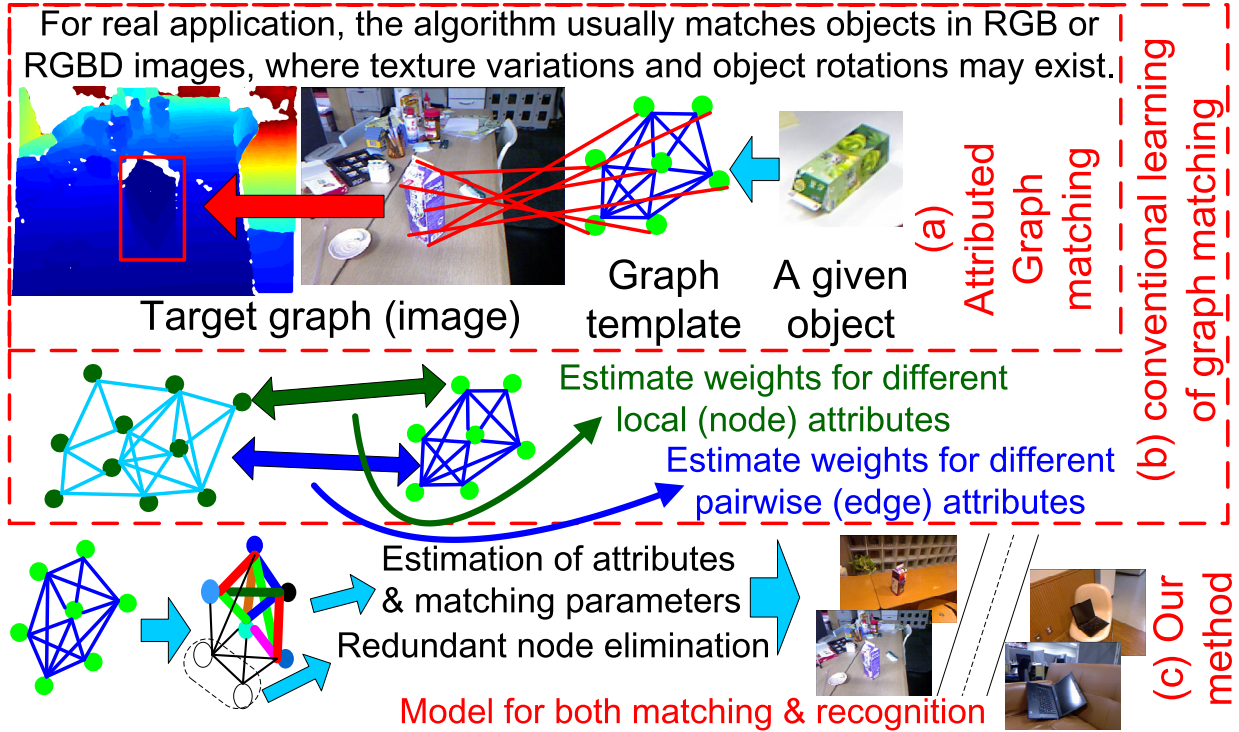 For real application, the algorithm usually matches objects in RGB or
RGBD images, where texture variations and object rotations may exist.
Target graph (image)
Graph
template
A given
object
(a)
Attributed
Graph
matching
(b) conventional learning
of graph matching
Estimate weights for different
local (node) attributes
Estimate weights for different
pairwise (edge) attributes
Estimation of attributes
& matching parameters
Redundant node elimination
Model for both matching & recognition
(c) Our
method